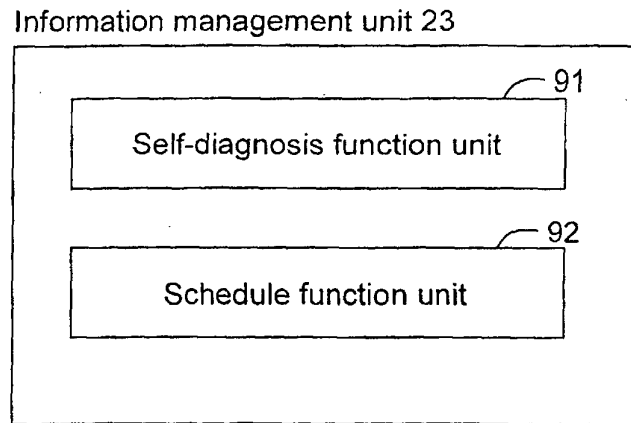 Information management unit 23
91
Self-diagnosis function unit
92
Schedule function unit